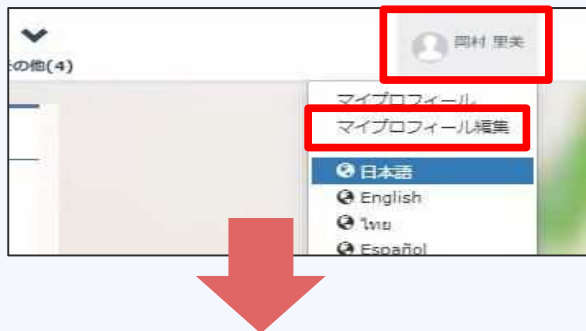 岡村 里美
その他(4)
マイプロフィール
マイプロフィール編集
日本語
English
ไทย
Español